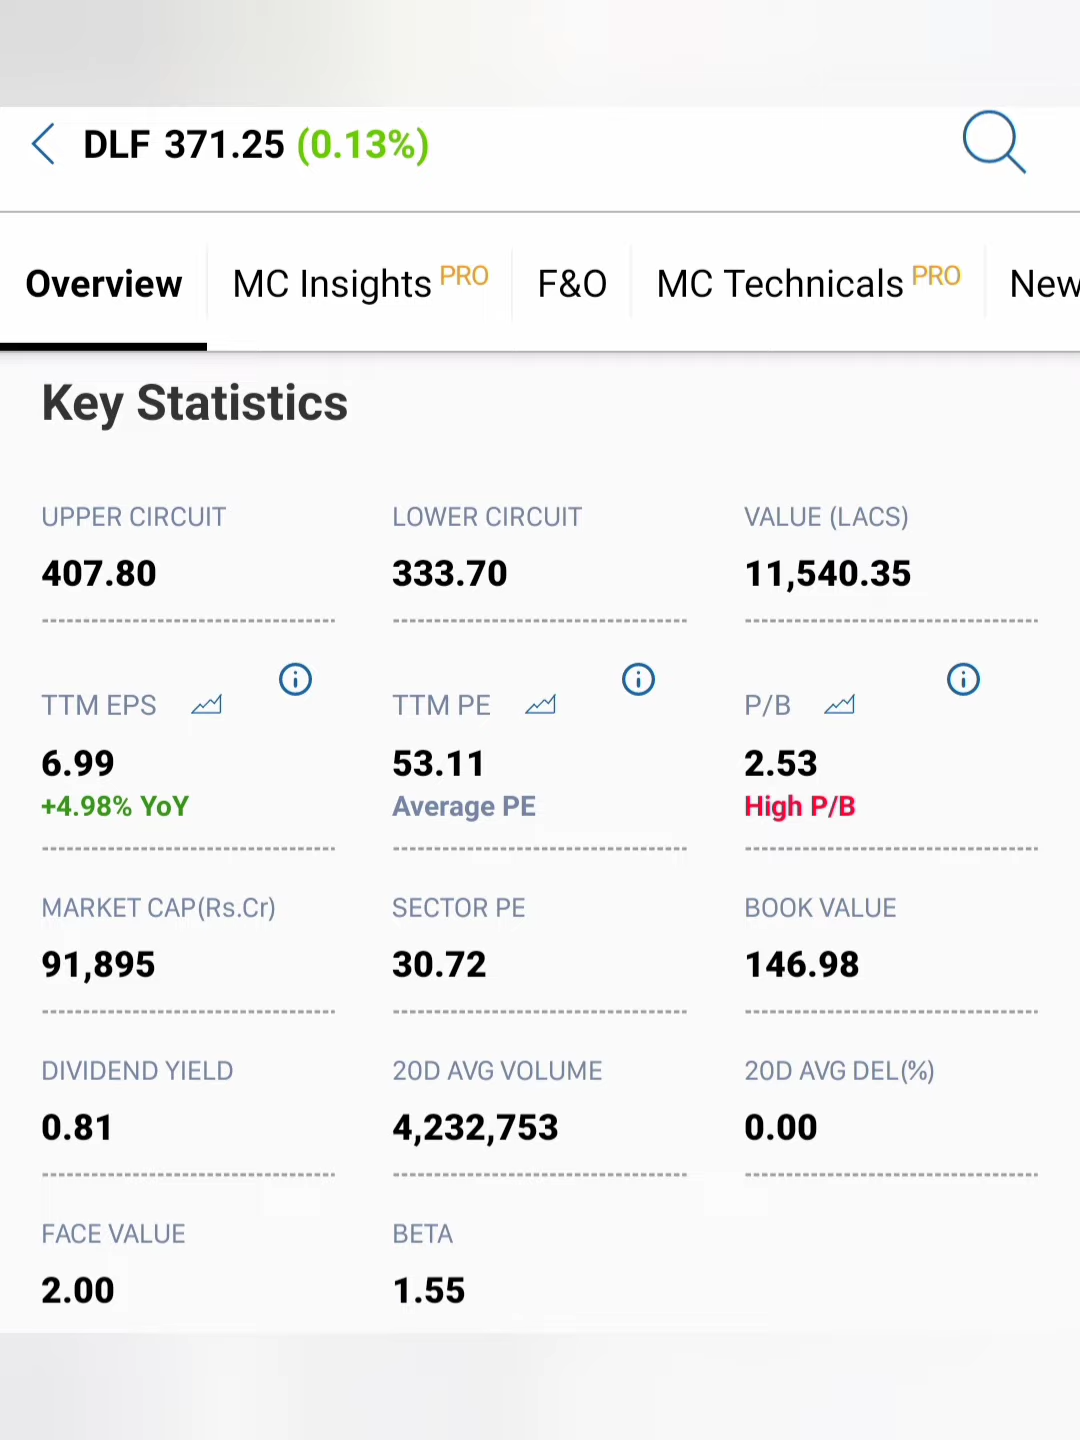 DLF 371.25 (0.13%)
Overview MC Insights PRO F&O MC Technicals PRO New
Key Statistics
UPPER CIRCUIT LOWER CIRCUIT VALUE (LACS)
407.80 333.70 11,540.35
TTM EPS TTM PE P/B
6.99 53.11 2.53
+4.98% YoY Average PE High P/B
MARKET CAP(Rs.Cr) SECTOR PE BOOK VALUE
91,895 30.72 146.98
DIVIDEND YIELD 20D AVG VOLUME 20D AVG DEL(%)
0.81 4,232,753 0.00
FACE VALUE BETA
2.00 1.55